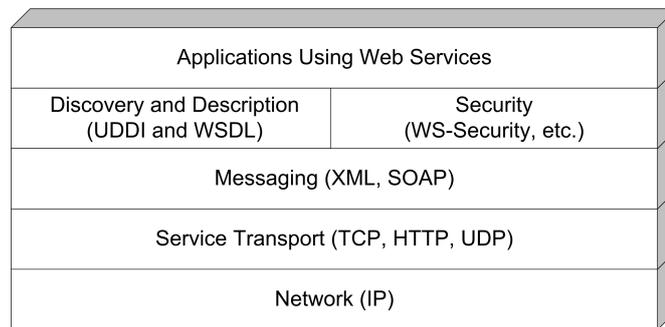 Applications Using Web Services
Discovery and Description
(UDDI and WSDL)
Security
(WS-Security, etc.)
Messaging (XML, SOAP)
Service Transport (TCP, HTTP, UDP)
Network (IP)